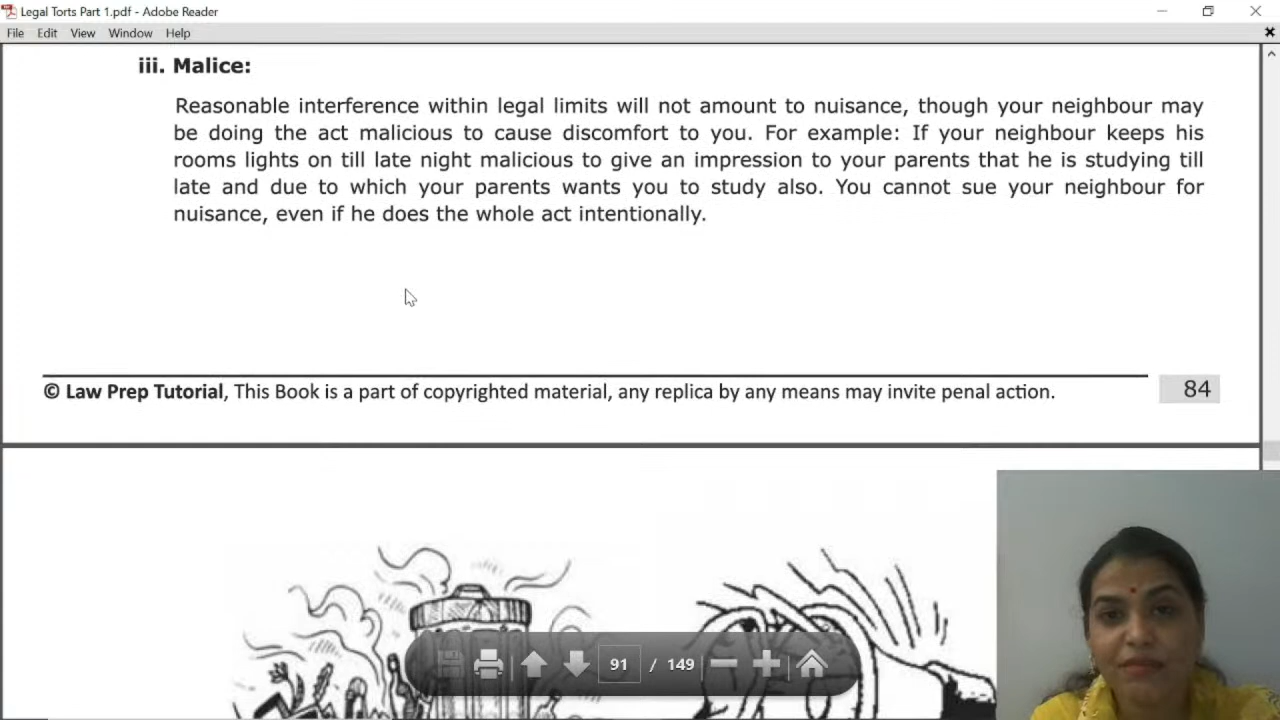 Legal Torts Part 1.pdf - Adobe Reader
File Edit View Window Help
iii. Malice:
Reasonable interference within legal limits will not amount to nuisance, though your neighbour may
be doing the act malicious to cause discomfort to you. For example: If your neighbour keeps his
rooms lights on till late night malicious to give an impression to your parents that he is studying till
late and due to which your parents wants you to study also. You cannot sue your neighbour for
nuisance, even if he does the whole act intentionally.
© Law Prep Tutorial, This Book is a part of copyrighted material, any replica by any means may invite penal action.
84
91 / 149